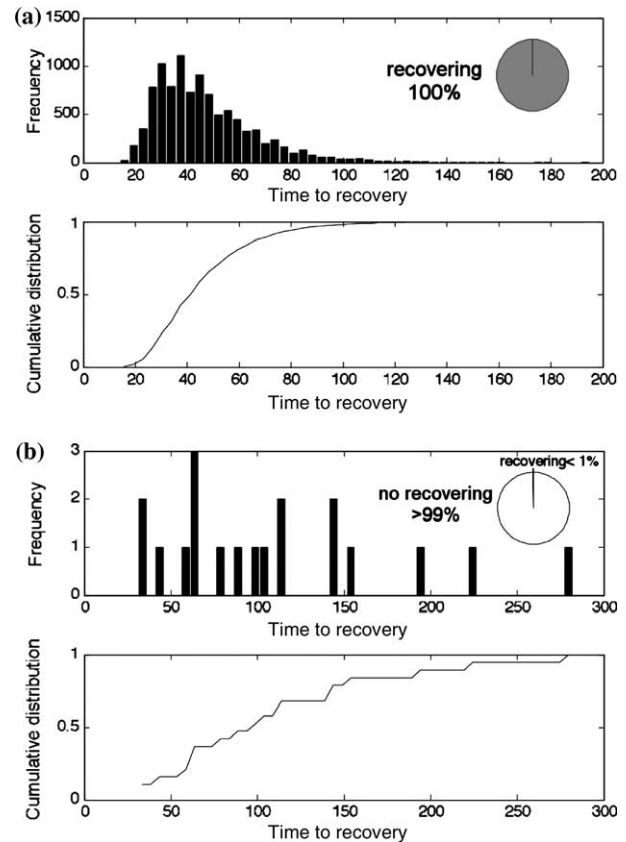 (a)
1500
1000
500
0
Frequency
recovering
100%
0 20 40 60 80 100 120 140 160 180 200
Time to recovery
1
0.5
0
Cumulative distribution
0 20 40 60 80 100 120 140 160 180 200
Time to recovery
(b)
3
2
1
0
Frequency
recovering< 1%
no recovering
>99%
0 50 100 150 200 250 300
Time to recovery
1
0.5
0
Cumulative distribution
0 50 100 150 200 250 300
Time to recovery